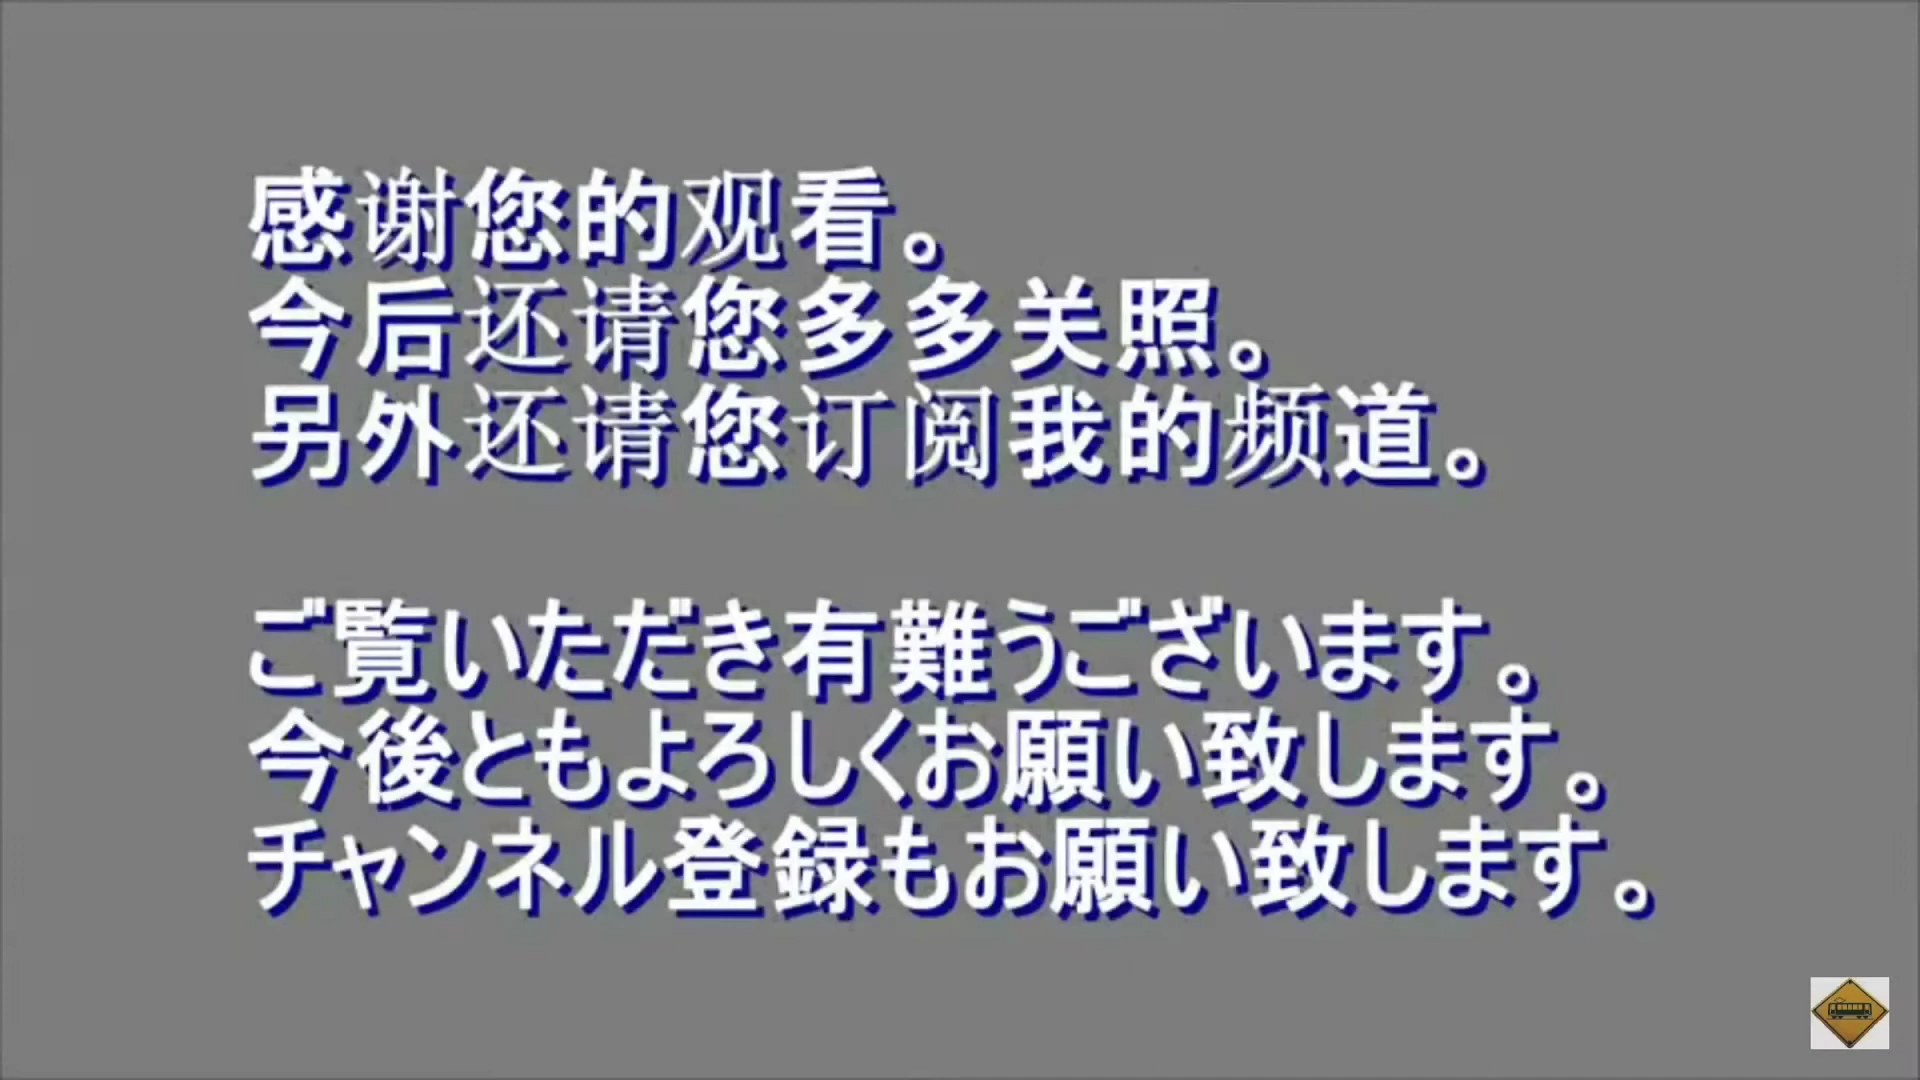 感谢您的观看。
今后还请您多多关照。
另外还请您订阅我的频道。
ご覧いただき有難うございます。
今後ともよろしくお願い致します。
チャンネル登録もお願い致します。